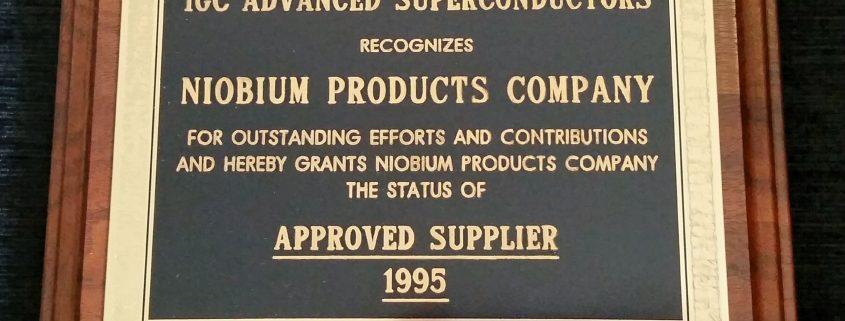 IGC ADVANCED SUPERCONDUCTORS
RECOGNIZES
NIOBIUM PRODUCTS COMPANY
FOR OUTSTANDING EFFORTS AND CONTRIBUTIONS
AND HEREBY GRANTS NIOBIUM PRODUCTS COMPANY
THE STATUS OF
APPROVED SUPPLIER
1995